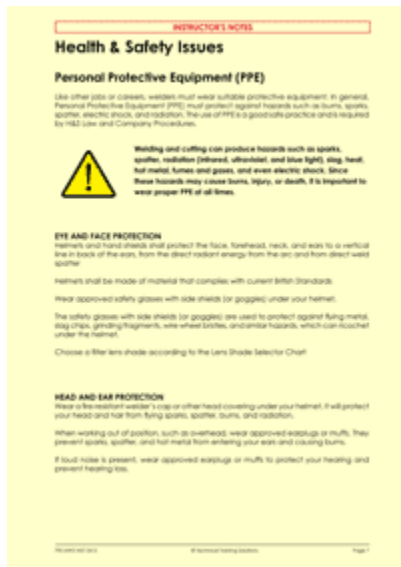 INSTRUCTOR'S NOTES
Health & Safety Issues
Personal Protective Equipment (PPE)
Like other jobs or careers, welders must wear suitable protective equipment. In general,
Personal Protective Equipment (PPE) must protect against hazards such as burns, sparks,
spatter, electric shock, and radiation. The use of PPE is a good safe practice and is required
by H&S Law and Company Procedures.
Welding and cutting can produce hazards such as sparks,
spatter, radiation (infrared, ultraviolet, and blue light), slag, heat,
hot metal, fumes and gases, and even electric shock. Since
these hazards may cause burns, injury, or death, it is important to
wear proper PPE at all times.
EYE AND FACE PROTECTION
Helmets and hand shields shall protect the face, forehead, neck, and ears to a vertical
line in back of the ears, from the direct radiant energy from the arc and from direct weld
spatter
Helmets shall be made of material that complies with current British Standards
Wear approved safety glasses with side shields (or goggles) under your helmet.
The safety glasses with side shields (or goggles) are used to protect against flying metal,
slag chips, grinding fragments, wire wheel bristles, and similar hazards, which can ricochet
under the helmet.
Choose a filter lens shade according to the Lens Shade Selector Chart
HEAD AND EAR PROTECTION
Wear a fire resistant welder's cap or other head covering under your helmet. It will protect
your head and hair from flying sparks, spatter, burns, and radiation.
When working out of position, such as overhead, wear approved earplugs or muffs. They
prevent sparks, spatter, and hot metal from entering your ears and causing burns.
If loud noise is present, wear approved earplugs or muffs to protect your hearing and
prevent hearing loss.
© Technical Training Solutions
Page 1